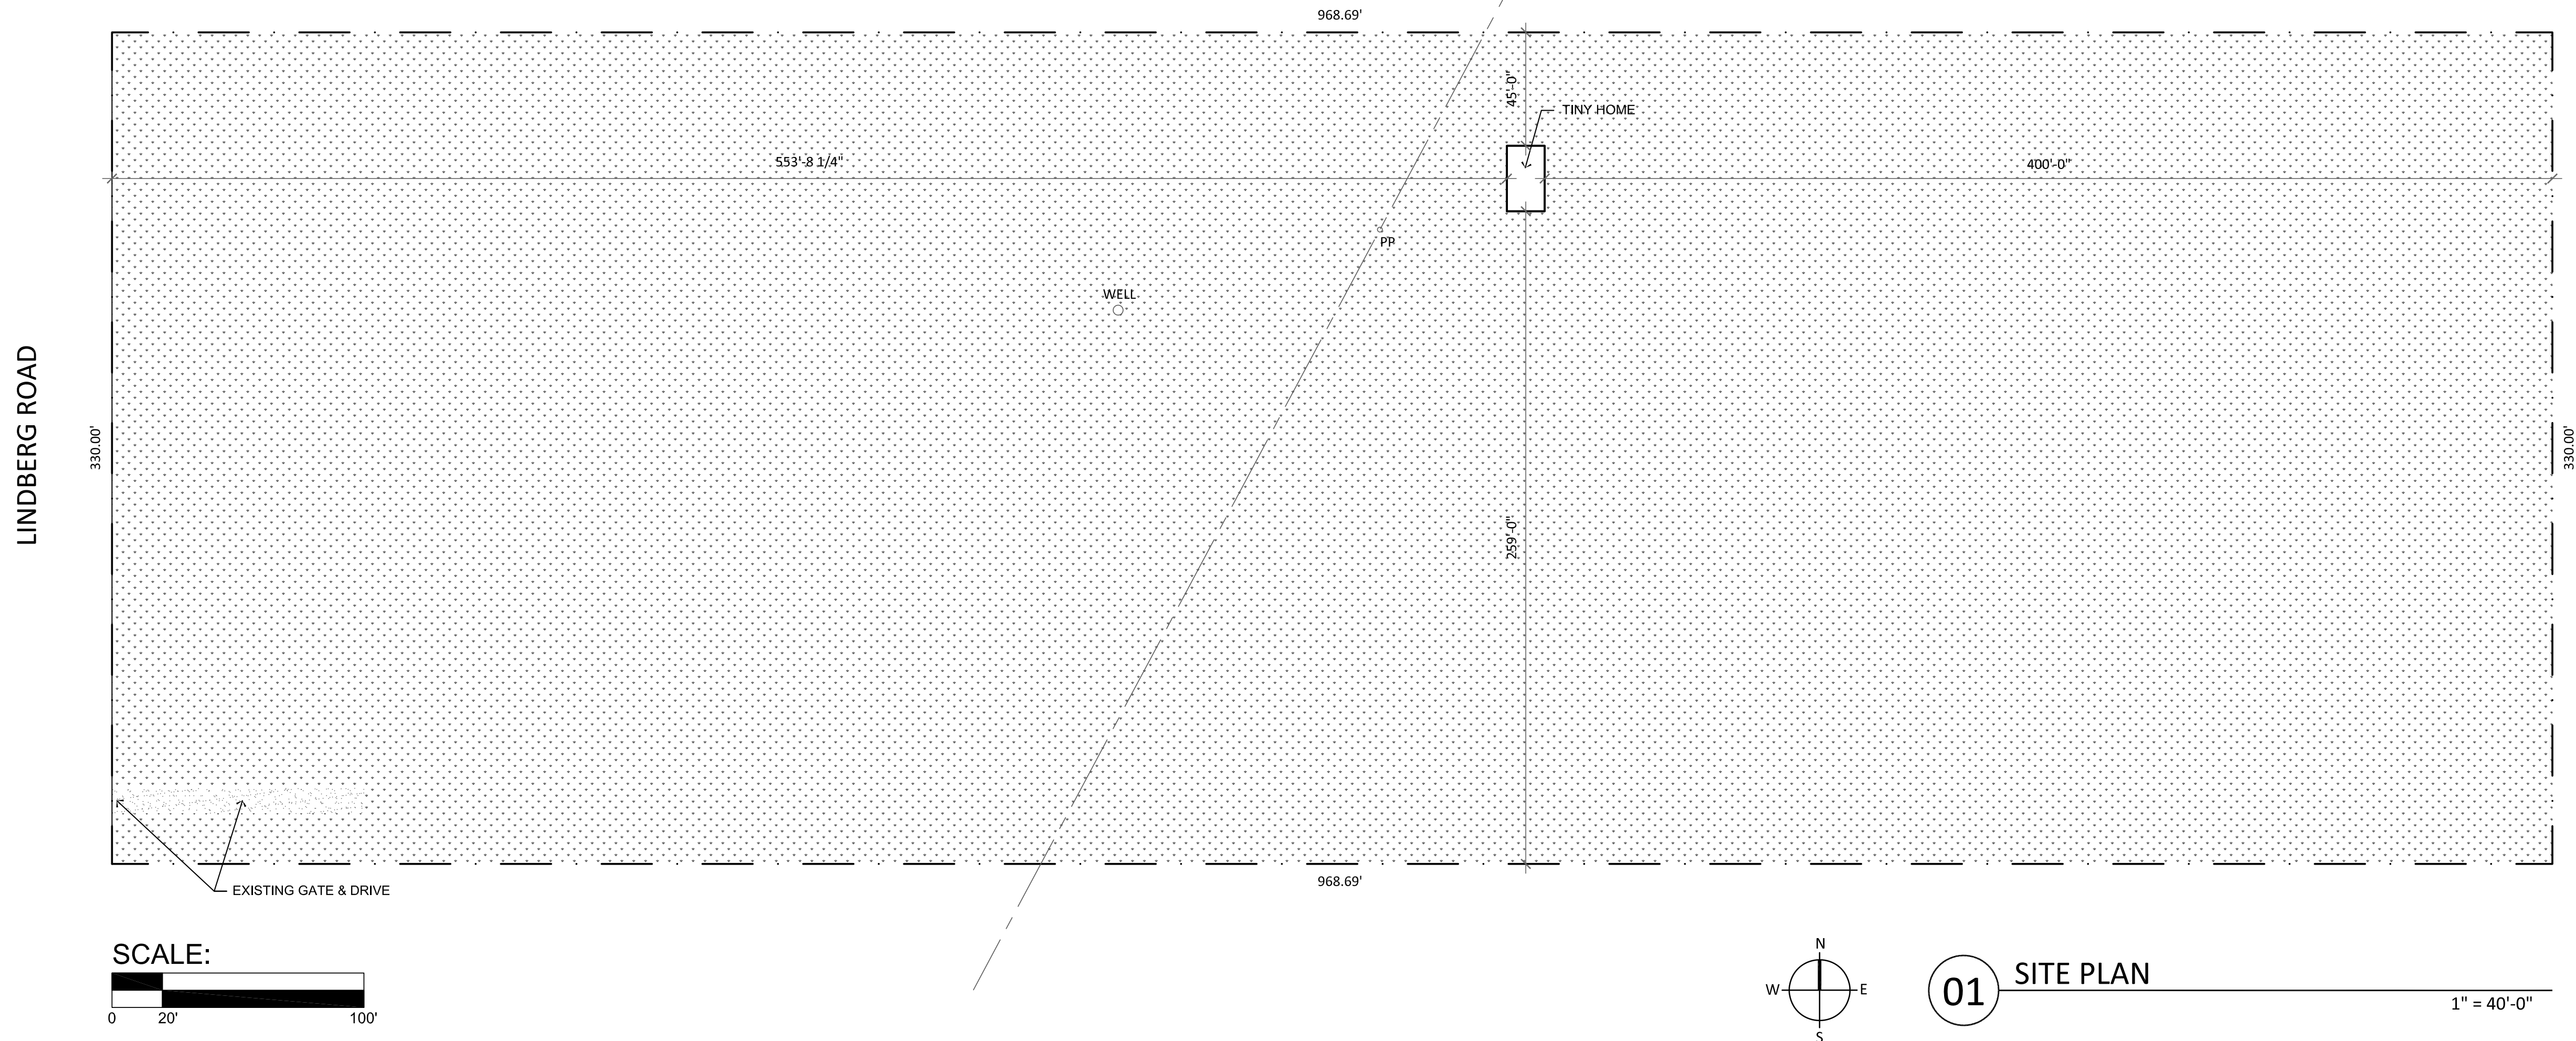 968.69'
45'-0"
TINY HOME
553'-8 1/4"
400'-0"
PP
WELL
LINDBERG ROAD
330.00'
330.00'
259'-0"
968.69'
EXISTING GATE & DRIVE
SCALE:
0 20' 100'
N
W E
S
01 SITE PLAN
1" = 40'-0"